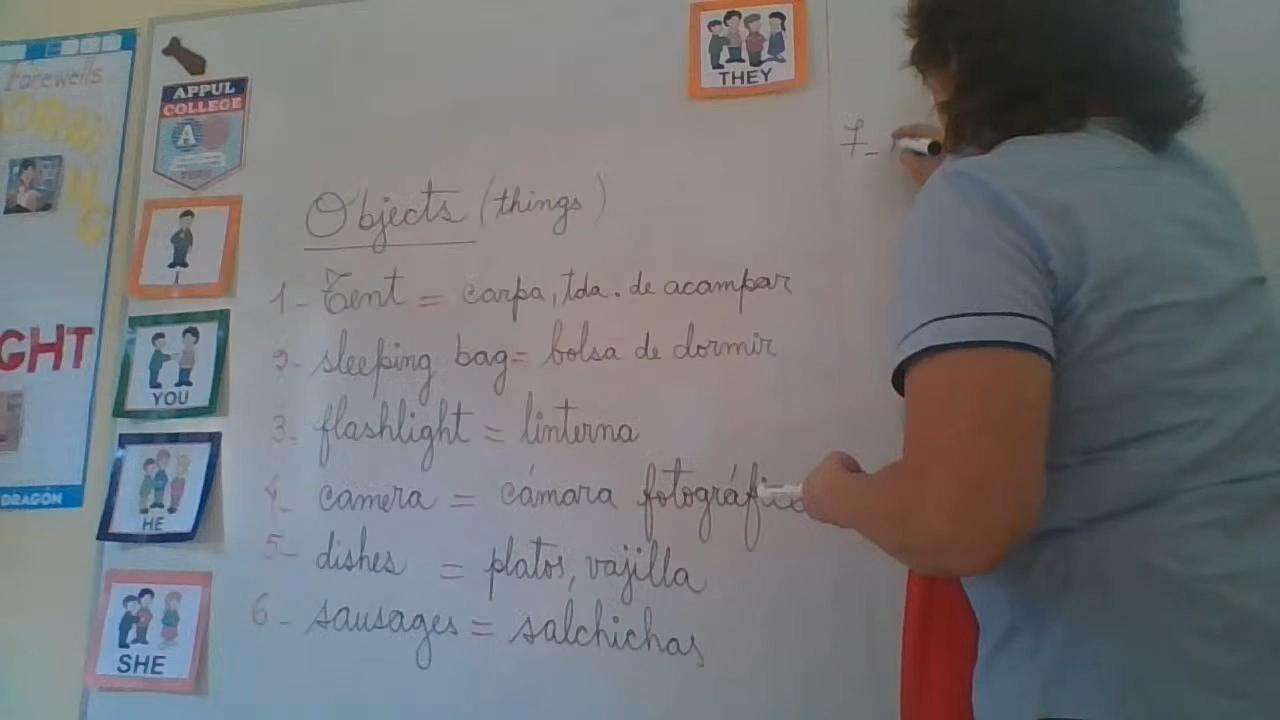 Farewells
GHT
DRAGÓN
APPUL
COLLEGE
A
I
YOU
HE
SHE
THEY
Objects (things)
1- Tent = carpa, tda. de acampar
2- sleeping bag = bolsa de dormir
3- flashlight = linterna
4- camera = cámara fotográfica
5- dishes = platos, vajilla
6- sausages = salchichas
7-